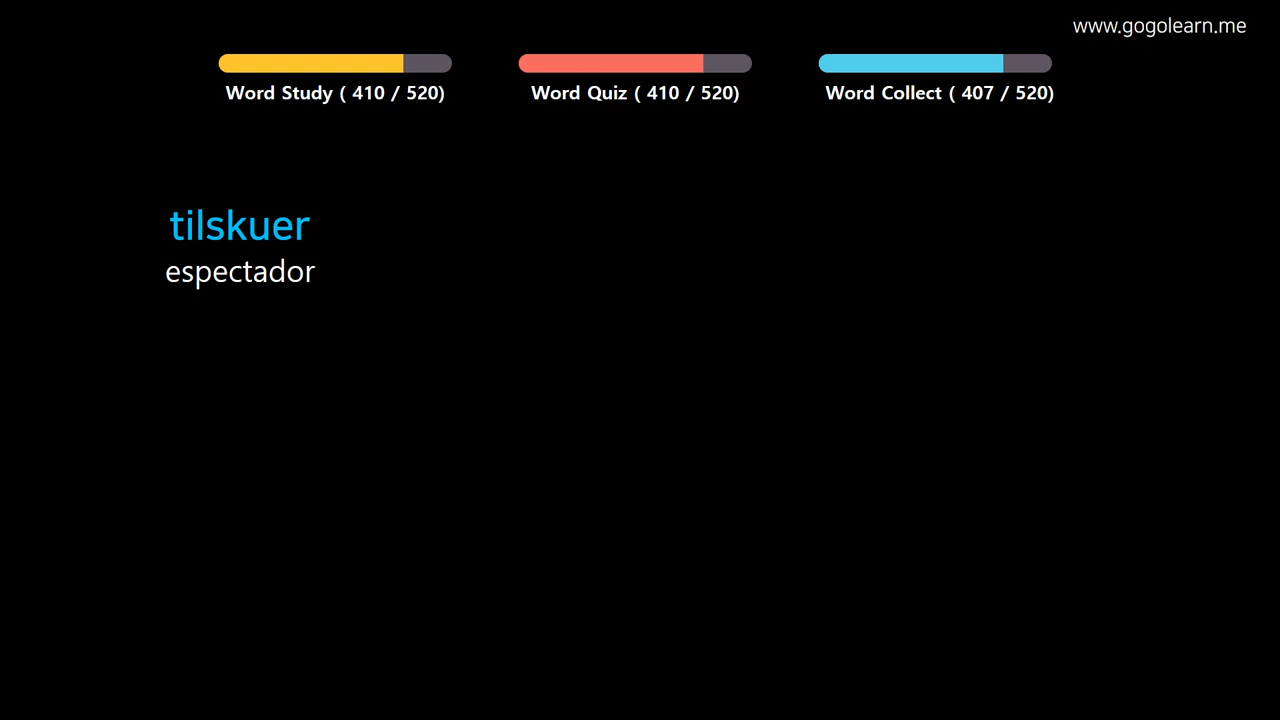 www.gogolearn.me
Word Study ( 410 / 520)
Word Quiz ( 410 / 520)
Word Collect ( 407 / 520)
tilskuer
espectador